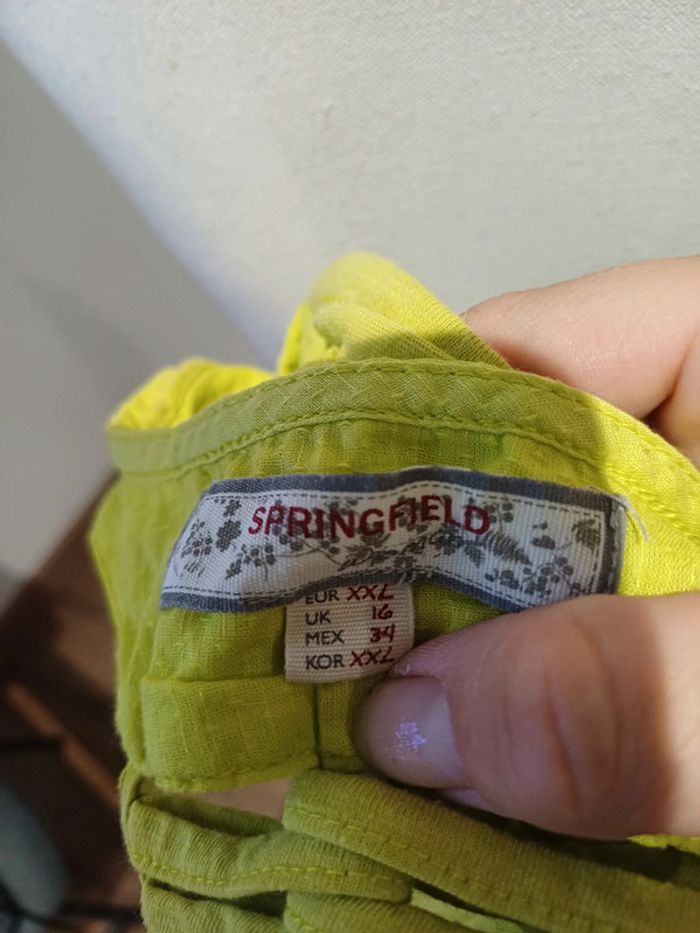 SPRINGFIELD
EUR XXL
UK 16
MEX 34
KOR XXL